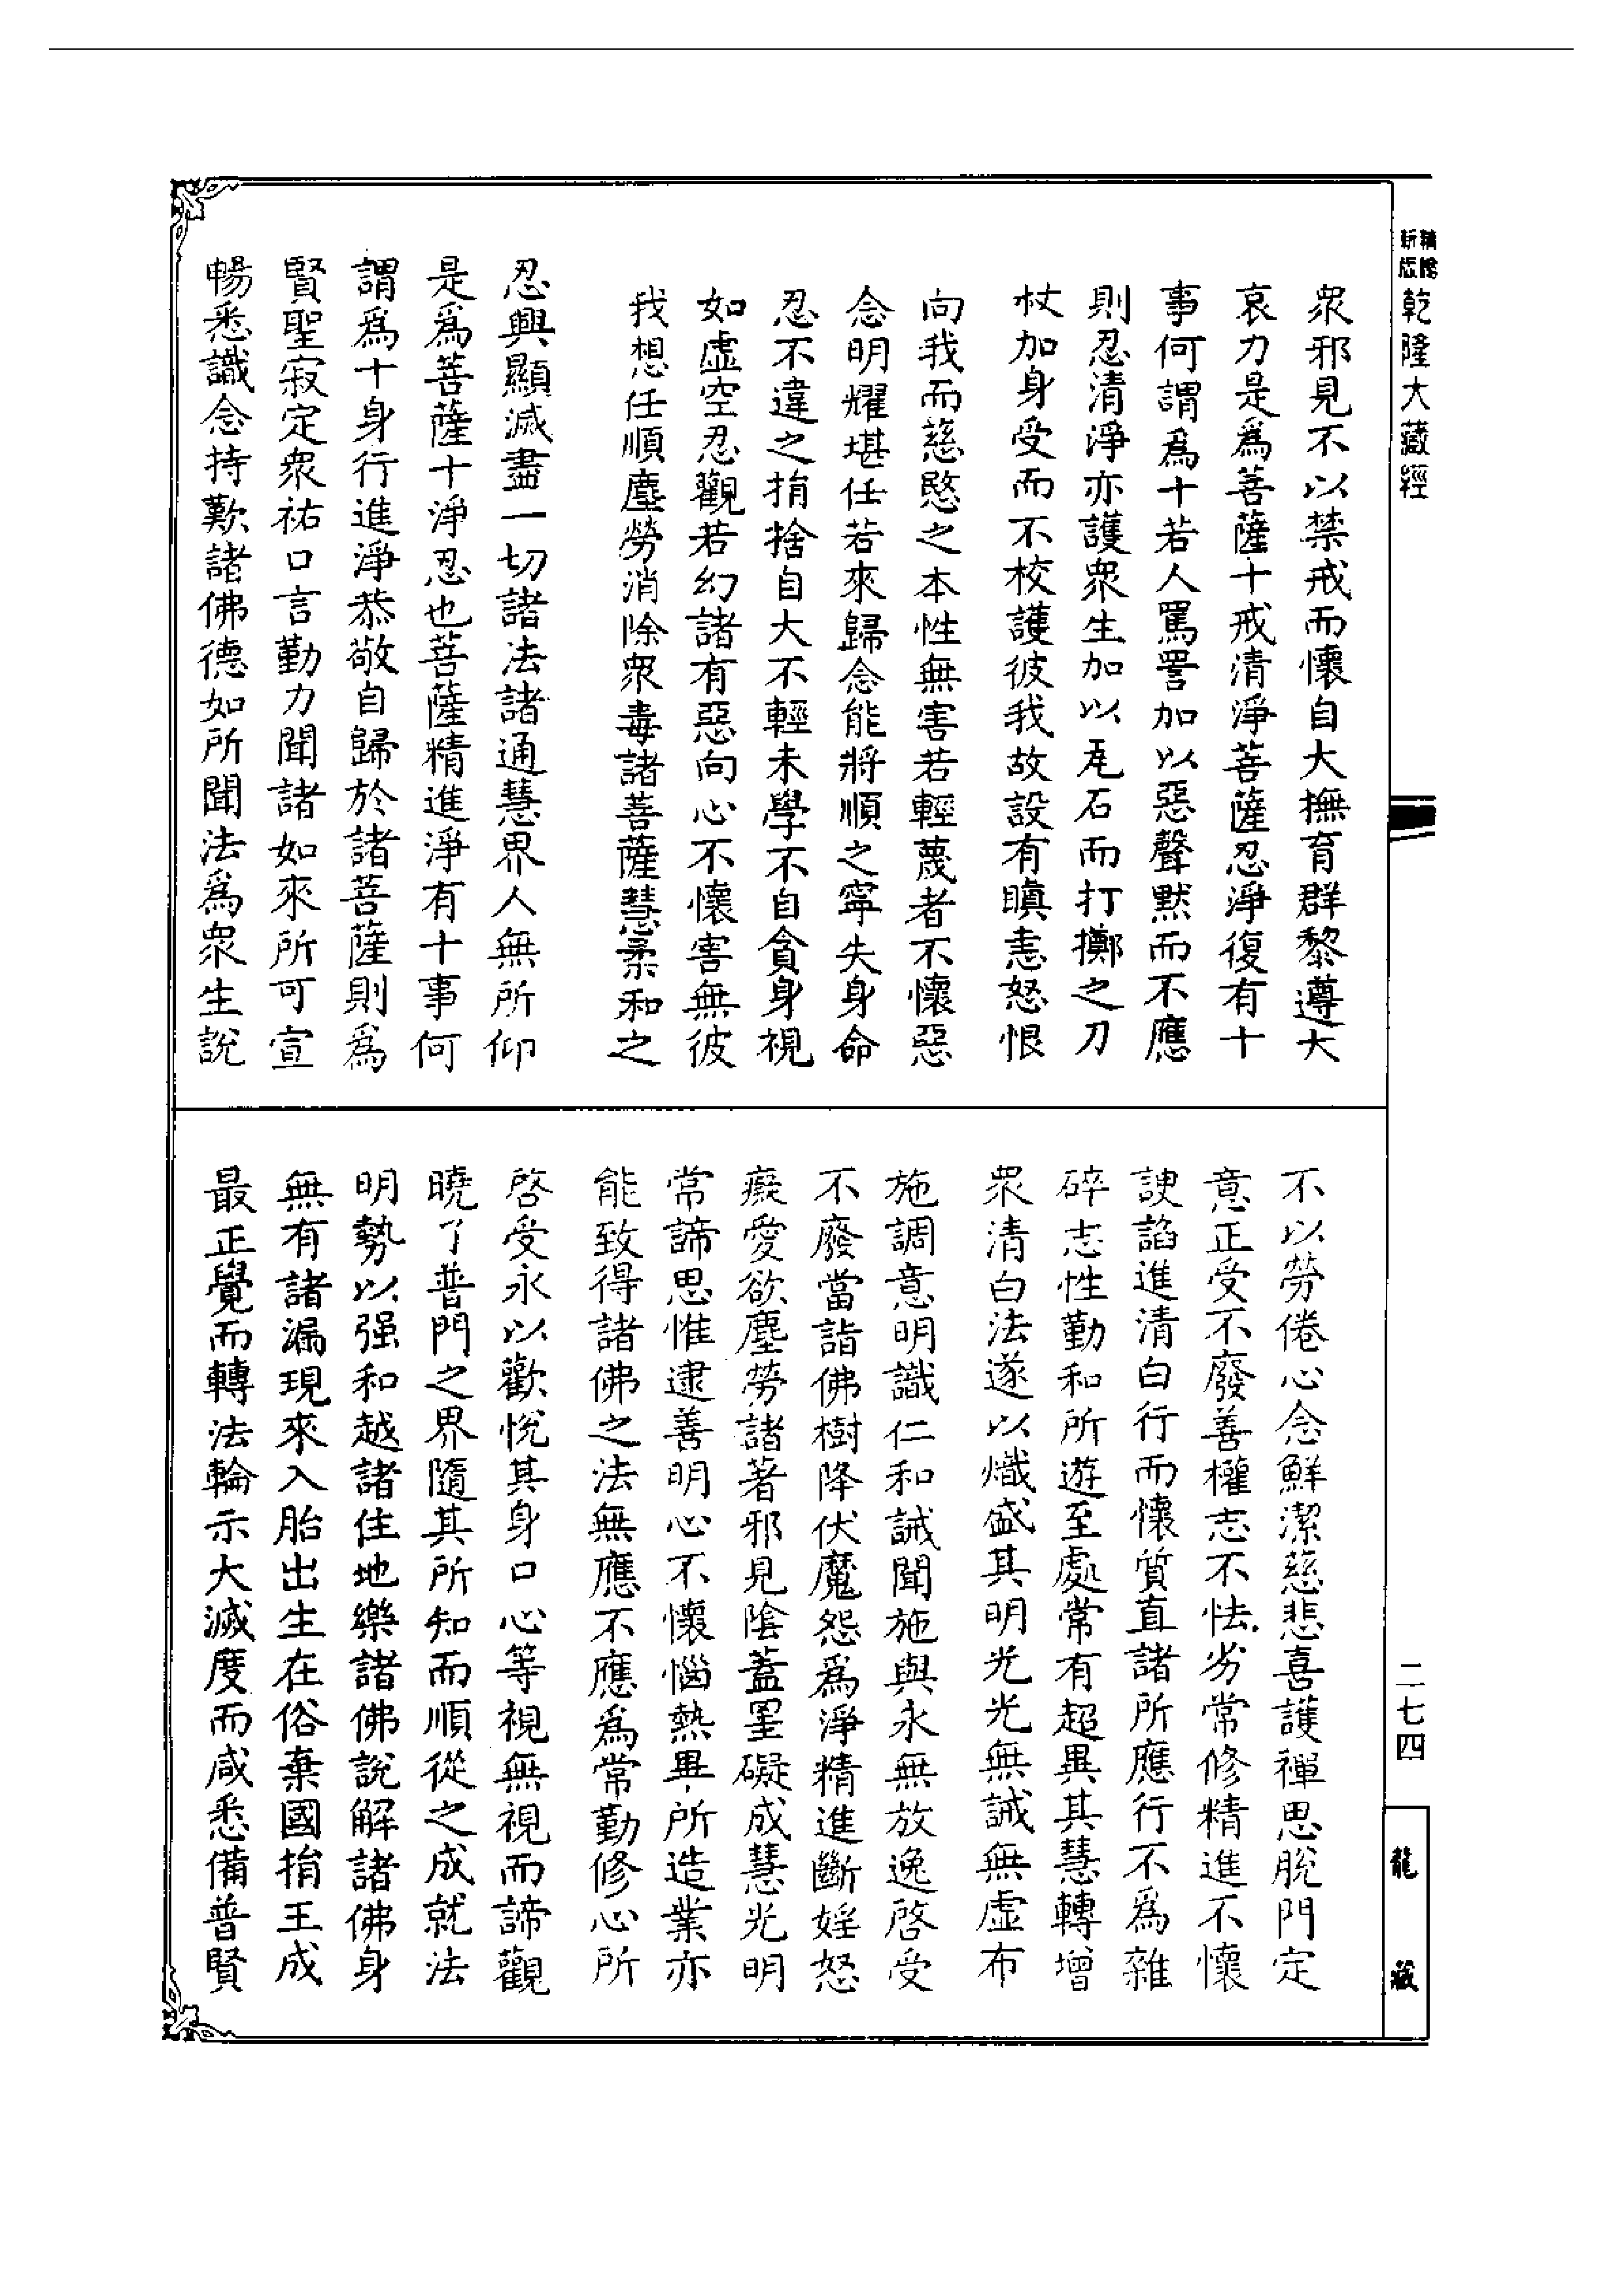 精縮
新版
乾隆大藏經
衆邪見不以禁戒而懷自大撫育群黎遵大
哀力是爲菩薩十戒清淨菩薩忍淨復有十
事何謂爲十若人罵詈加以惡聲默而不應
則忍清淨亦護衆生加以瓦石而打擲之刀
杖加身受而不校護彼我故設有瞋恚怒恨
向我而慈愍之本性無害若輕蔑者不懷惡
念明耀堪任若來歸念能將順之寧失身命
忍不違之捐捨自大不輕未學不自貪身視
如虛空忍觀若幻諸有惡向心不懷害無彼
我想任順塵勞消除衆毒諸菩薩慧柔和之
忍興顯滅盡一切諸法諸通慧界人無所仰
是爲菩薩十淨忍也菩薩精進淨有十事何
謂爲十身行進淨恭敬自歸於諸菩薩則爲
賢聖寂定衆祐口言勤力聞諸如來所可宣
暢悉識念持歎諸佛德如所聞法爲衆生說
不以勞倦心念鮮潔慈悲喜護禪思脫門定
意正受不廢善權志不怯劣常修精進不懷
諛諂進清白行而懷質直諸所應行不爲雜
碎志性勤和所遊至處常有超異其慧轉增
衆清白法遂以熾盛其明光光無誠無虛布
施調意明識仁和誡聞施與永無放逸啓受
不廢當詣佛樹降伏魔怨爲淨精進斷婬怒
癡愛欲塵勞諸著邪見陰蓋罣礙成慧光明
常諦思惟逮善明心不懷惱熱畢所造業亦
能致得諸佛之法無應不應爲常勤修心所
啓受永以歡悅其身口心等視無視而諦觀
曉了普門之界隨其所知而順從之成就法
明勢以强和越諸住地樂諸佛說解諸佛身
無有諸漏現來入胎出生在俗棄國捐王成
最正覺而轉法輪示大滅度而咸悉備普賢
二七四
龍藏